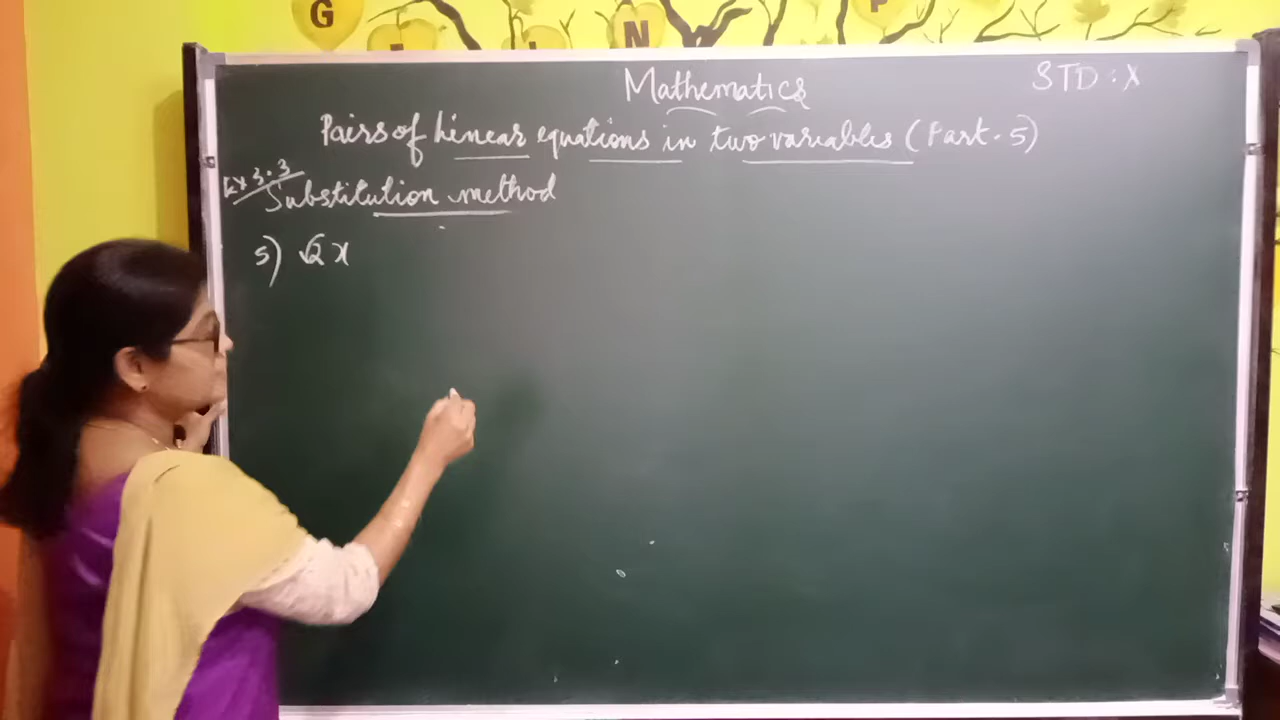 G I N P
Mathematics
STD : X
Pairs of Linear equations in two variables (Part. 5)
Ex 3.3
Substitution method
5) √2 x